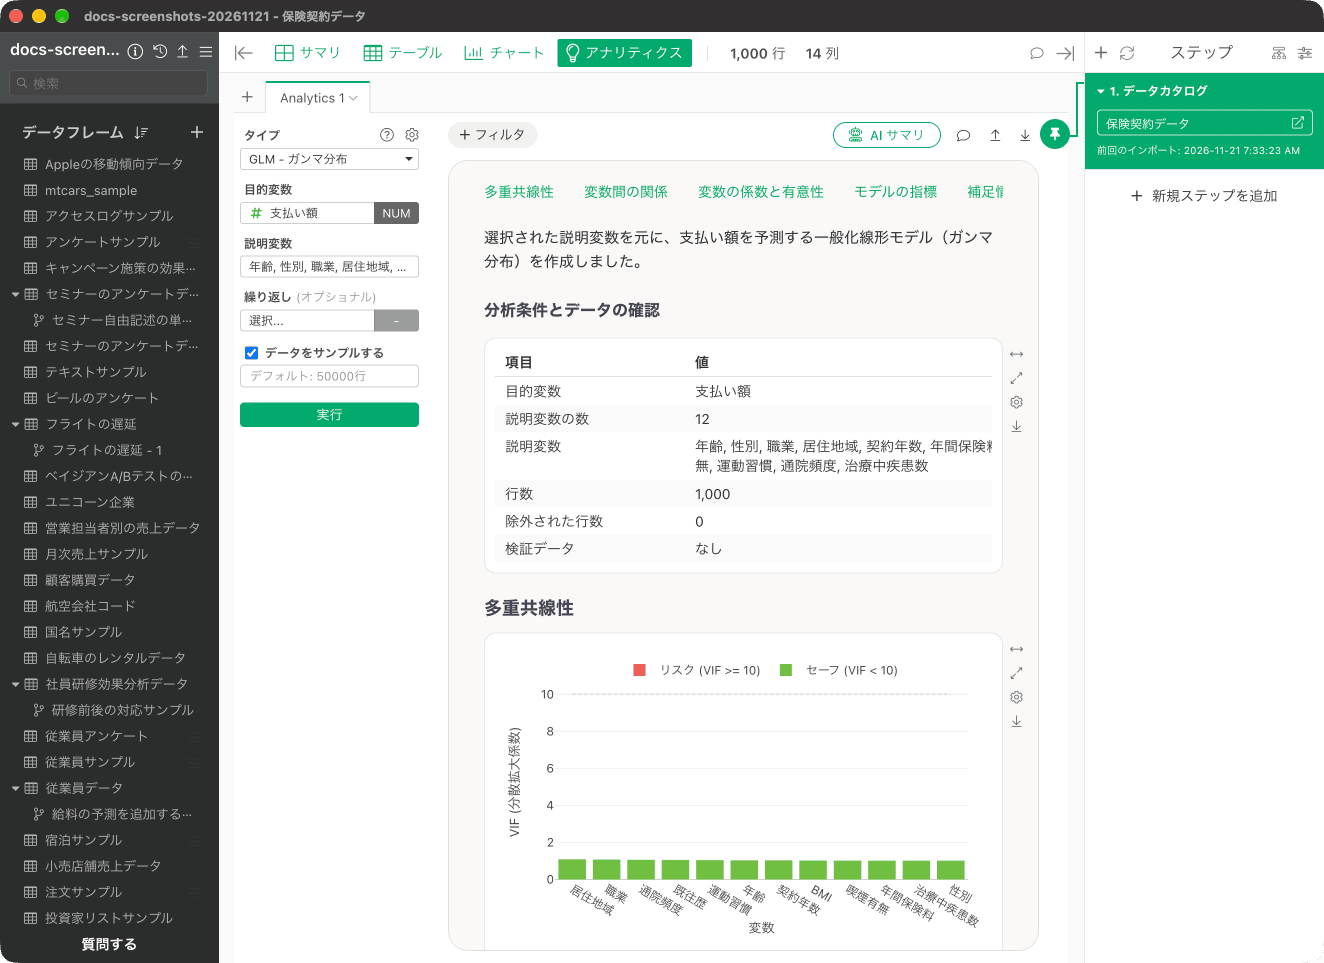 docs-screenshots-20261121 - 保険契約データ
docs-screen...
検索
データフレーム
Appleの移動傾向データ
mtcars_sample
アクセスログサンプル
アンケートサンプル
キャンペーン施策の効果…
セミナーのアンケートデ…
セミナー自由記述の単…
セミナーのアンケートデ…
テキストサンプル
ビールのアンケート
フライトの遅延
フライトの遅延 - 1
ベイジアンA/Bテストの…
ユニコーン企業
営業担当者別の売上データ
月次売上サンプル
顧客購買データ
航空会社コード
国名サンプル
自転車のレンタルデータ
社員研修効果分析データ
研修前後の対応サンプル
従業員アンケート
従業員サンプル
従業員データ
給料の予測を追加する…
宿泊サンプル
小売店舗売上データ
注文サンプル
投資家リストサンプル
質問する
サマリ テーブル チャート アナリティクス 1,000 行 14 列
Analytics 1
タイプ
GLM - ガンマ分布
目的変数
# 支払い額 NUM
説明変数
年齢, 性別, 職業, 居住地域, ...
繰り返し (オプショナル)
選択... -
データをサンプルする
デフォルト: 50000行
実行
+ フィルタ
AI サマリ
多重共線性 変数間の関係 変数の係数と有意性 モデルの指標 補足情
選択された説明変数を元に、支払い額を予測する一般化線形モデル（ガンマ
分布）を作成しました。
分析条件とデータの確認
項目 値
目的変数 支払い額
説明変数の数 12
説明変数 年齢, 性別, 職業, 居住地域, 契約年数, 年間保険料
無, 運動習慣, 通院頻度, 治療中疾患数
行数 1,000
除外された行数 0
検証データ なし
多重共線性
リスク (VIF >= 10) セーフ (VIF < 10)
VIF (分散拡大係数)
10
8
6
4
2
0
居住地域 職業 通院頻度 既往歴 運動習慣 年齢 契約年数 BMI 喫煙有無 年間保険料 治療中疾患数 性別
変数
ステップ
1. データカタログ
保険契約データ
前回のインポート: 2026-11-21 7:33:23 AM
+ 新規ステップを追加